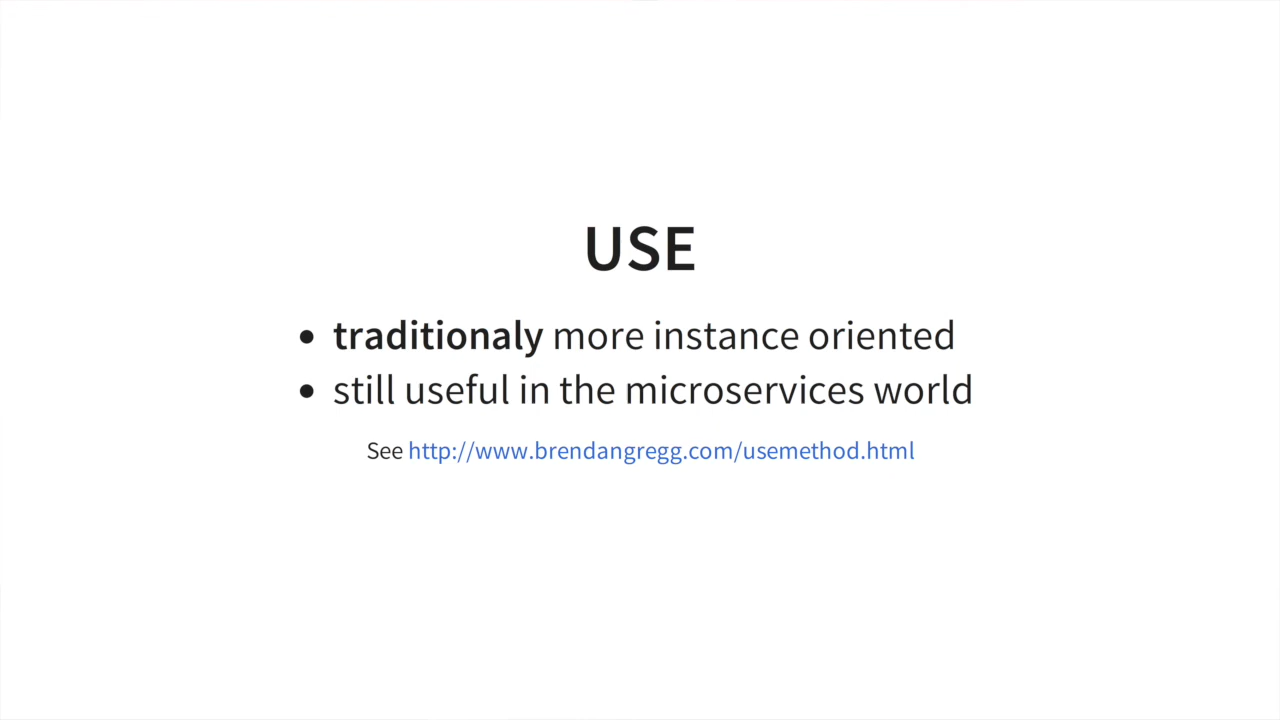 USE
• traditionaly more instance oriented
• still useful in the microservices world
See http://www.brendangregg.com/usemethod.html